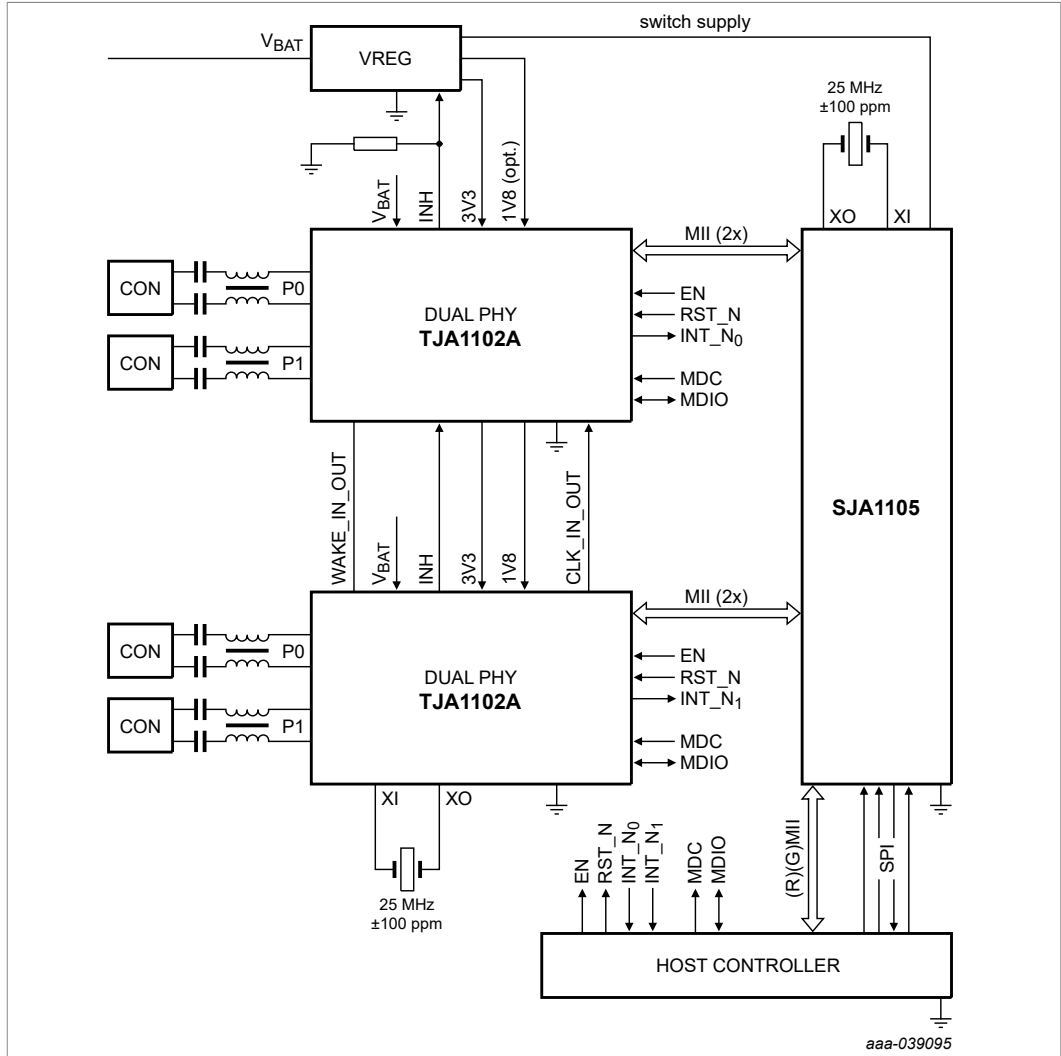 switch supply
VBAT
VREG
25 MHz
±100 ppm
VBAT
INH
3V3
1V8 (opt.)
XO
XI
MII (2x)
CON
P0
CON
P1
DUAL PHY
TJA1102A
EN
RST_N
INT_N0
MDC
MDIO
WAKE_IN_OUT
VBAT
INH
3V3
1V8
CLK_IN_OUT
SJA1105
MII (2x)
CON
P0
CON
P1
DUAL PHY
TJA1102A
EN
RST_N
INT_N1
MDC
MDIO
XI
XO
25 MHz
±100 ppm
EN
RST_N
INT_N0
INT_N1
MDC
MDIO
(R)(G)MII
SPI
HOST CONTROLLER
aaa-039095